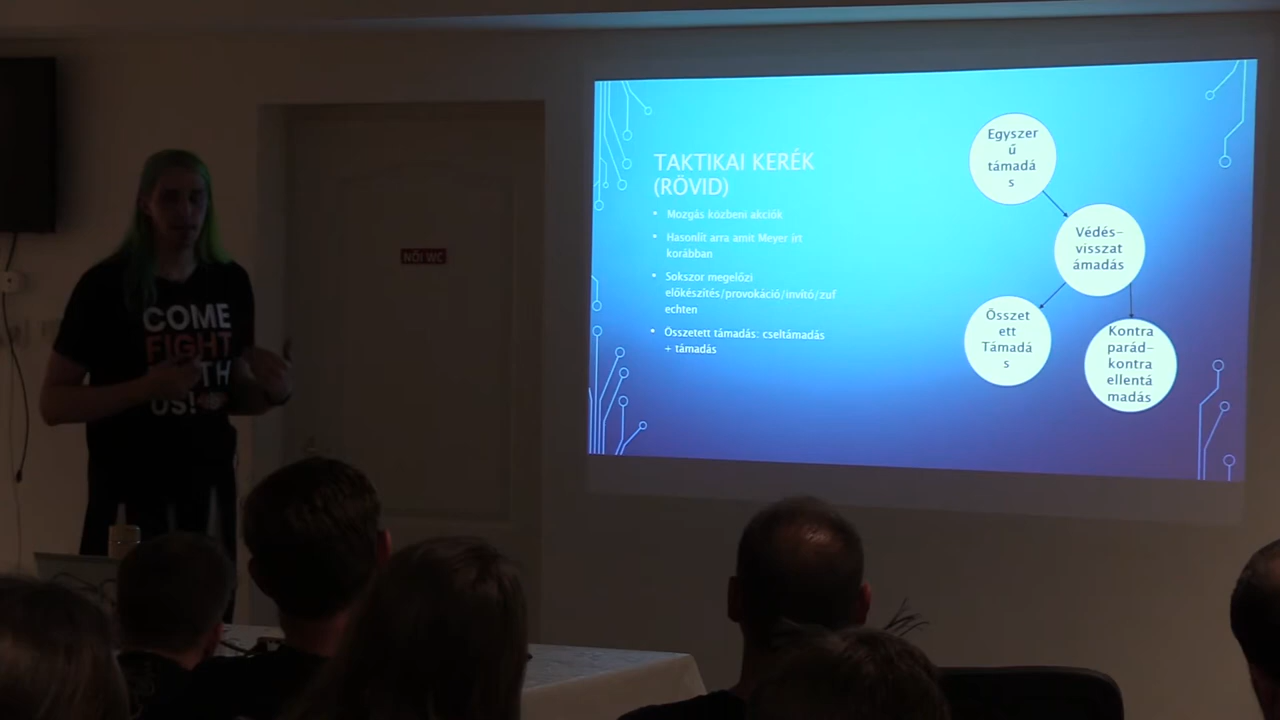 NŐI WC
COME
FIGHT
TH
US!
TAKTIKAI KERÉK
(RÖVID)
• Mozgás közbeni akciók
• Hasonlít arra amit Meyer írt
korábban
• Sokszor megelőzi
előkészítés/provokáció/invító/zuf
echten
• Összetett támadás: cseltámadás
+ támadás
Egyszer
ű
támadá
s
Védés-
visszat
ámadás
Összet
ett
Támadá
s
Kontra
parád-
kontra
ellentá
madás